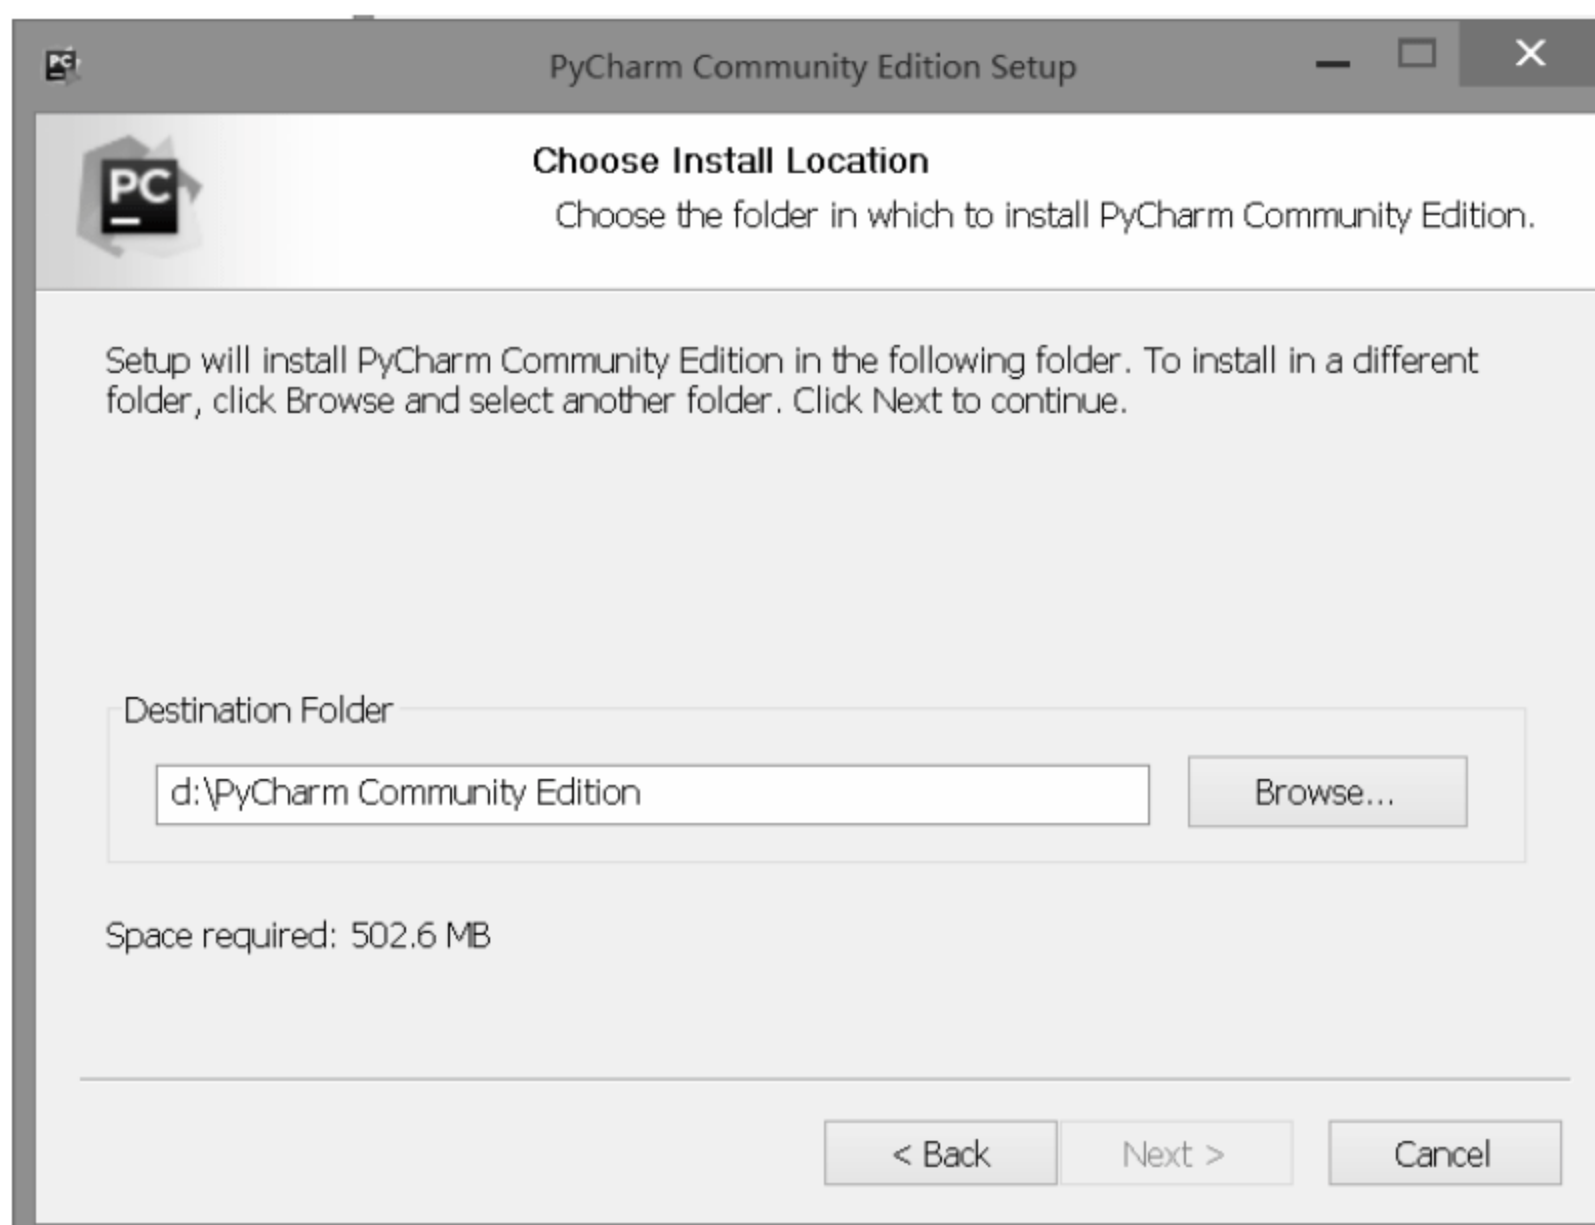 PC
PyCharm Community Edition Setup
PC
Choose Install Location
Choose the folder in which to install PyCharm Community Edition.
Setup will install PyCharm Community Edition in the following folder. To install in a different
folder, click Browse and select another folder. Click Next to continue.
Destination Folder
d:\PyCharm Community Edition
Browse...
Space required: 502.6 MB
< Back
Next >
Cancel